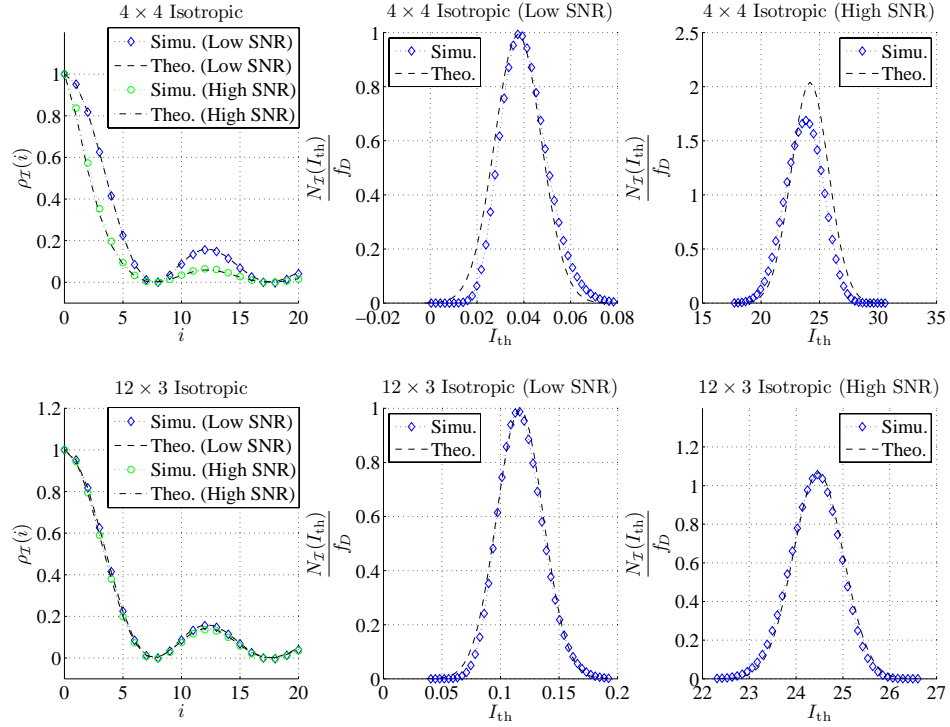 4 × 4 Isotropic
Simu. (Low SNR)
Theo. (Low SNR)
Simu. (High SNR)
Theo. (High SNR)
ρ_I(i)
1
0.8
0.6
0.4
0.2
0
0 5 10 15 20
i
4 × 4 Isotropic (Low SNR)
Simu.
Theo.
N_I(I_th)
f_D
1
0.8
0.6
0.4
0.2
0
−0.02 0 0.02 0.04 0.06 0.08
I_th
4 × 4 Isotropic (High SNR)
Simu.
Theo.
N_I(I_th)
f_D
2.5
2
1.5
1
0.5
0
15 20 25 30 35
I_th
12 × 3 Isotropic
Simu. (Low SNR)
Theo. (Low SNR)
Simu. (High SNR)
Theo. (High SNR)
ρ_I(i)
1.2
1
0.8
0.6
0.4
0.2
0
0 5 10 15 20
i
12 × 3 Isotropic (Low SNR)
Simu.
Theo.
N_I(I_th)
f_D
1
0.8
0.6
0.4
0.2
0
0 0.05 0.1 0.15 0.2
I_th
12 × 3 Isotropic (High SNR)
Simu.
Theo.
N_I(I_th)
f_D
1.2
1
0.8
0.6
0.4
0.2
0
22 23 24 25 26 27
I_th